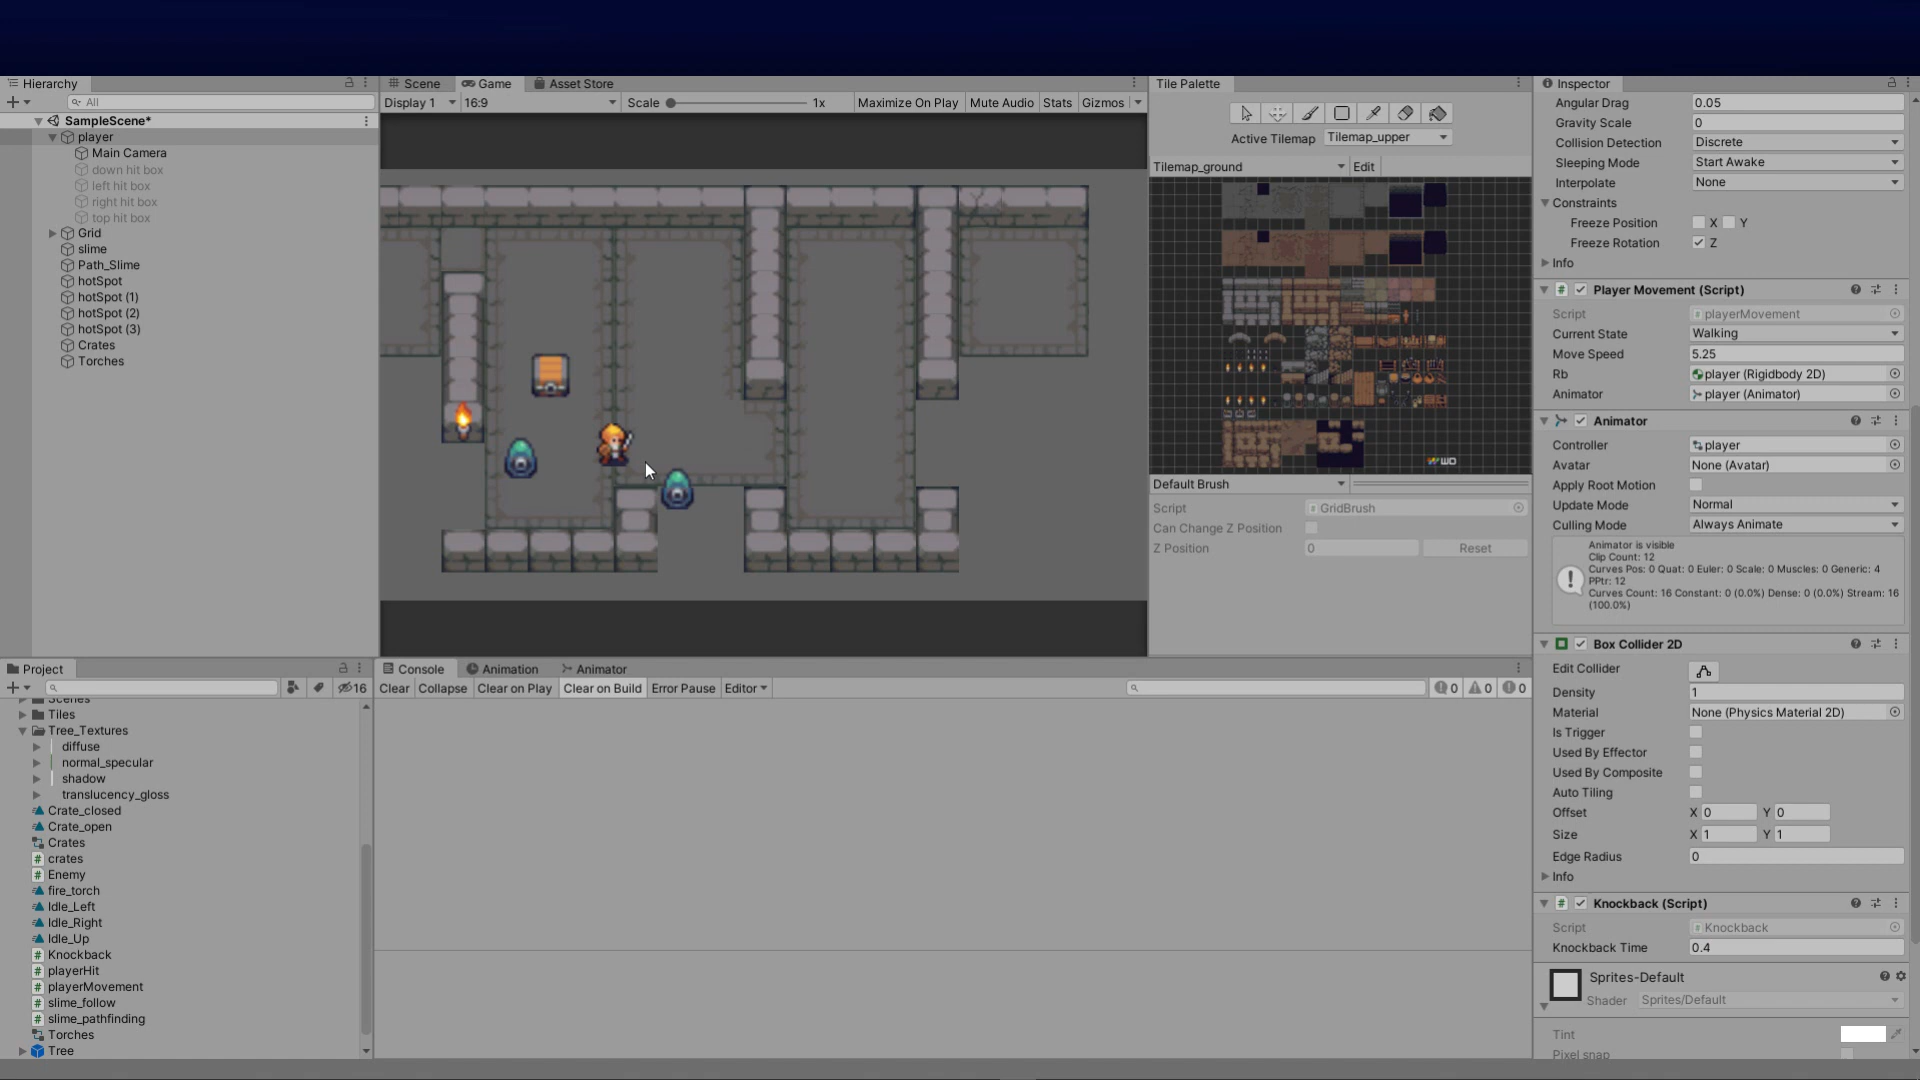 Hierarchy
All
SampleScene*
player
Main Camera
down hit box
left hit box
right hit box
top hit box
Grid
slime
Path_Slime
hotSpot
hotSpot (1)
hotSpot (2)
hotSpot (3)
Crates
Torches
Scene
Game
Asset Store
Display 1
16:9
Scale
1x
Maximize On Play
Mute Audio
Stats
Gizmos
Tile Palette
Active Tilemap
Tilemap_upper
Tilemap_ground
Edit
Default Brush
Script
GridBrush
Can Change Z Position
Z Position
0
Reset
Inspector
Angular Drag
0.05
Gravity Scale
0
Collision Detection
Discrete
Sleeping Mode
Start Awake
Interpolate
None
Constraints
Freeze Position
X
Y
Freeze Rotation
Z
Info
Player Movement (Script)
Script
playerMovement
Current State
Walking
Move Speed
5.25
Rb
player (Rigidbody 2D)
Animator
player (Animator)
Animator
Controller
player
Avatar
None (Avatar)
Apply Root Motion
Update Mode
Normal
Culling Mode
Always Animate
Animator is visible
Clip Count: 12
Curves Pos: 0 Quat: 0 Euler: 0 Scale: 0 Muscles: 0 Generic: 4
PPtr: 12
Curves Count: 16 Constant: 0 (0.0%) Dense: 0 (0.0%) Stream: 16
(100.0%)
Box Collider 2D
Edit Collider
Density
1
Material
None (Physics Material 2D)
Is Trigger
Used By Effector
Used By Composite
Auto Tiling
Offset
X 0
Y 0
Size
X 1
Y 1
Edge Radius
0
Info
Knockback (Script)
Script
Knockback
Knockback Time
0.4
Sprites-Default
Shader
Sprites/Default
Tint
Pixel snap
Project
16
Scenes
Tiles
Tree_Textures
diffuse
normal_specular
shadow
translucency_gloss
Crate_closed
Crate_open
Crates
crates
Enemy
fire_torch
Idle_Left
Idle_Right
Idle_Up
Knockback
playerHit
playerMovement
slime_follow
slime_pathfinding
Torches
Tree
Console
Animation
Animator
Clear
Collapse
Clear on Play
Clear on Build
Error Pause
Editor
0
0
0